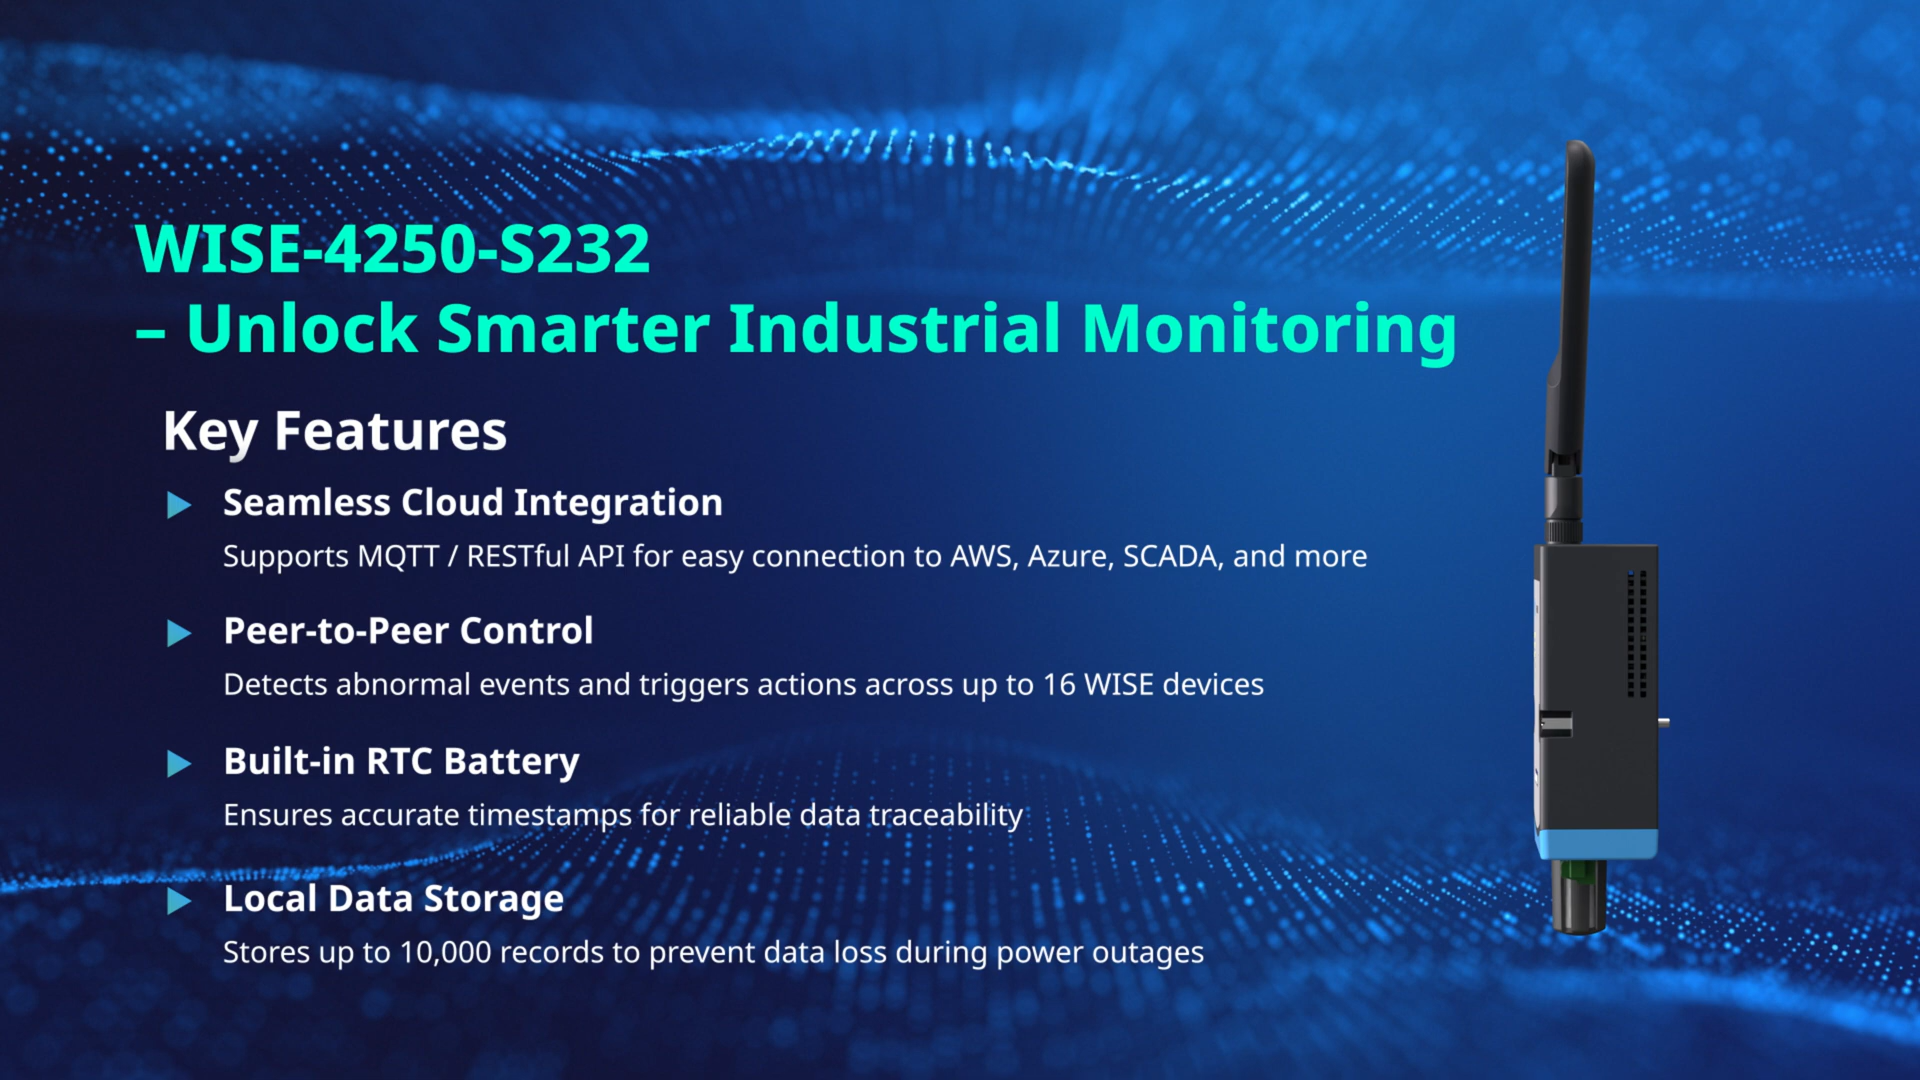 WISE-4250-S232
– Unlock Smarter Industrial Monitoring
Key Features
Seamless Cloud Integration
Supports MQTT / RESTful API for easy connection to AWS, Azure, SCADA, and more
Peer-to-Peer Control
Detects abnormal events and triggers actions across up to 16 WISE devices
Built-in RTC Battery
Ensures accurate timestamps for reliable data traceability
Local Data Storage
Stores up to 10,000 records to prevent data loss during power outages